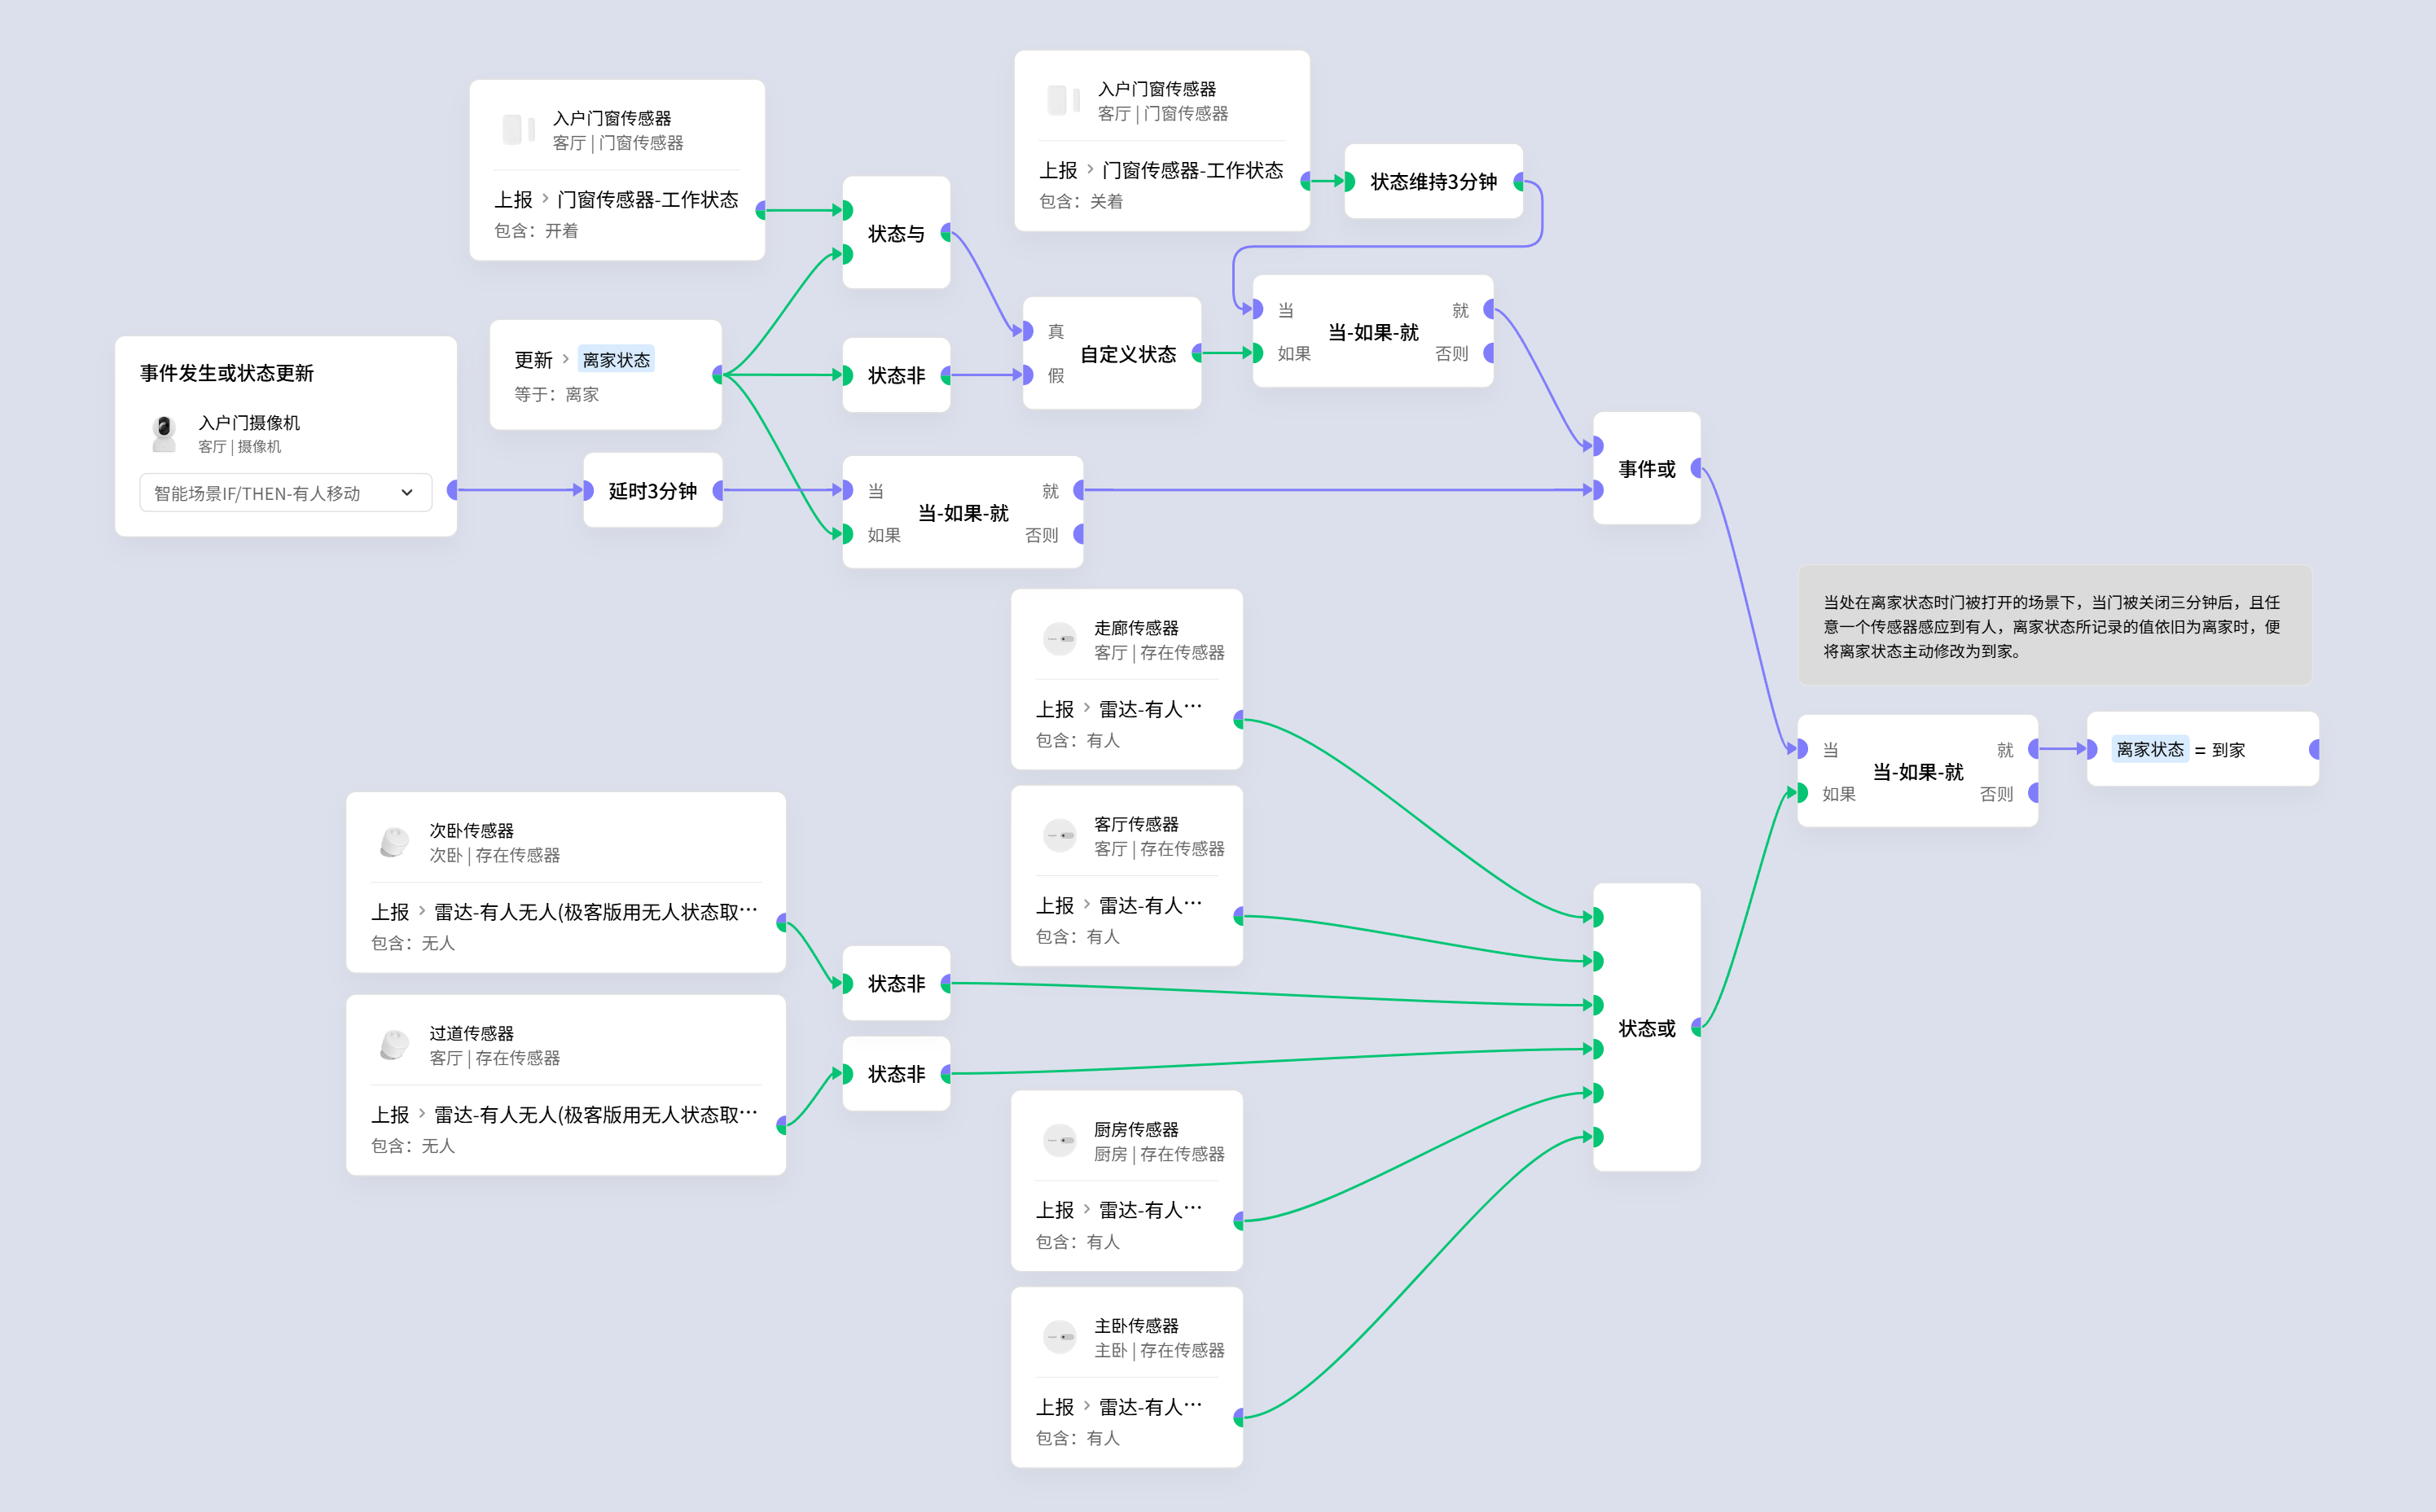 入户门窗传感器
客厅 | 门窗传感器
上报 > 门窗传感器-工作状态
包含：关着
状态维持3分钟
入户门窗传感器
客厅 | 门窗传感器
上报 > 门窗传感器-工作状态
包含：开着
状态与
更新 > 离家状态
等于：离家
状态非
真
自定义状态
假
当
就
当-如果-就
如果
否则
事件发生或状态更新
入户门摄像机
客厅 | 摄像机
智能场景IF/THEN-有人移动
延时3分钟
当
就
当-如果-就
如果
否则
事件或
当处在离家状态时门被打开的场景下，当门被关闭三分钟后，且任
意一个传感器感应到有人，离家状态所记录的值依旧为离家时，便
将离家状态主动修改为到家。
当
就
当-如果-就
如果
否则
离家状态 = 到家
走廊传感器
客厅 | 存在传感器
上报 > 雷达-有人…
包含：有人
客厅传感器
客厅 | 存在传感器
上报 > 雷达-有人…
包含：有人
次卧传感器
次卧 | 存在传感器
上报 > 雷达-有人无人(极客版用无人状态取…
包含：无人
状态非
过道传感器
客厅 | 存在传感器
上报 > 雷达-有人无人(极客版用无人状态取…
包含：无人
状态非
状态或
厨房传感器
厨房 | 存在传感器
上报 > 雷达-有人…
包含：有人
主卧传感器
主卧 | 存在传感器
上报 > 雷达-有人…
包含：有人